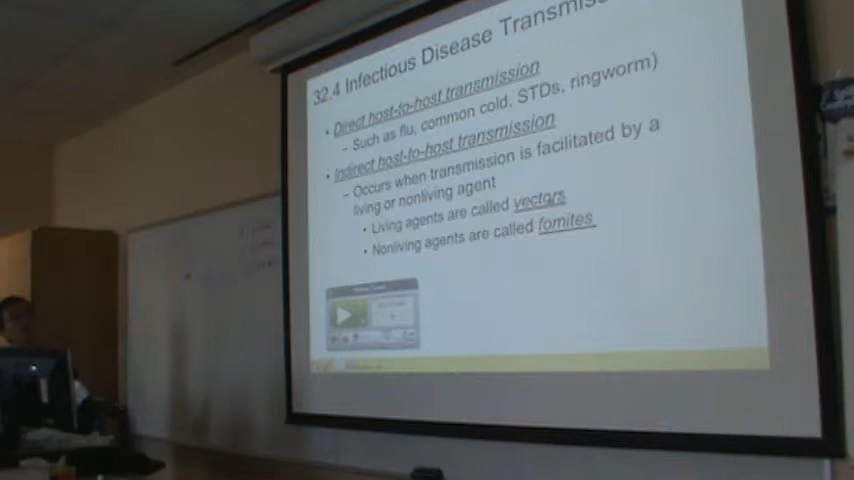 32.4 Infectious Disease Transmiss
• Direct host-to-host transmission
– Such as flu, common cold, STDs, ringworm)
• Indirect host-to-host transmission
– Occurs when transmission is facilitated by a
living or nonliving agent
• Living agents are called vectors
• Nonliving agents are called fomites